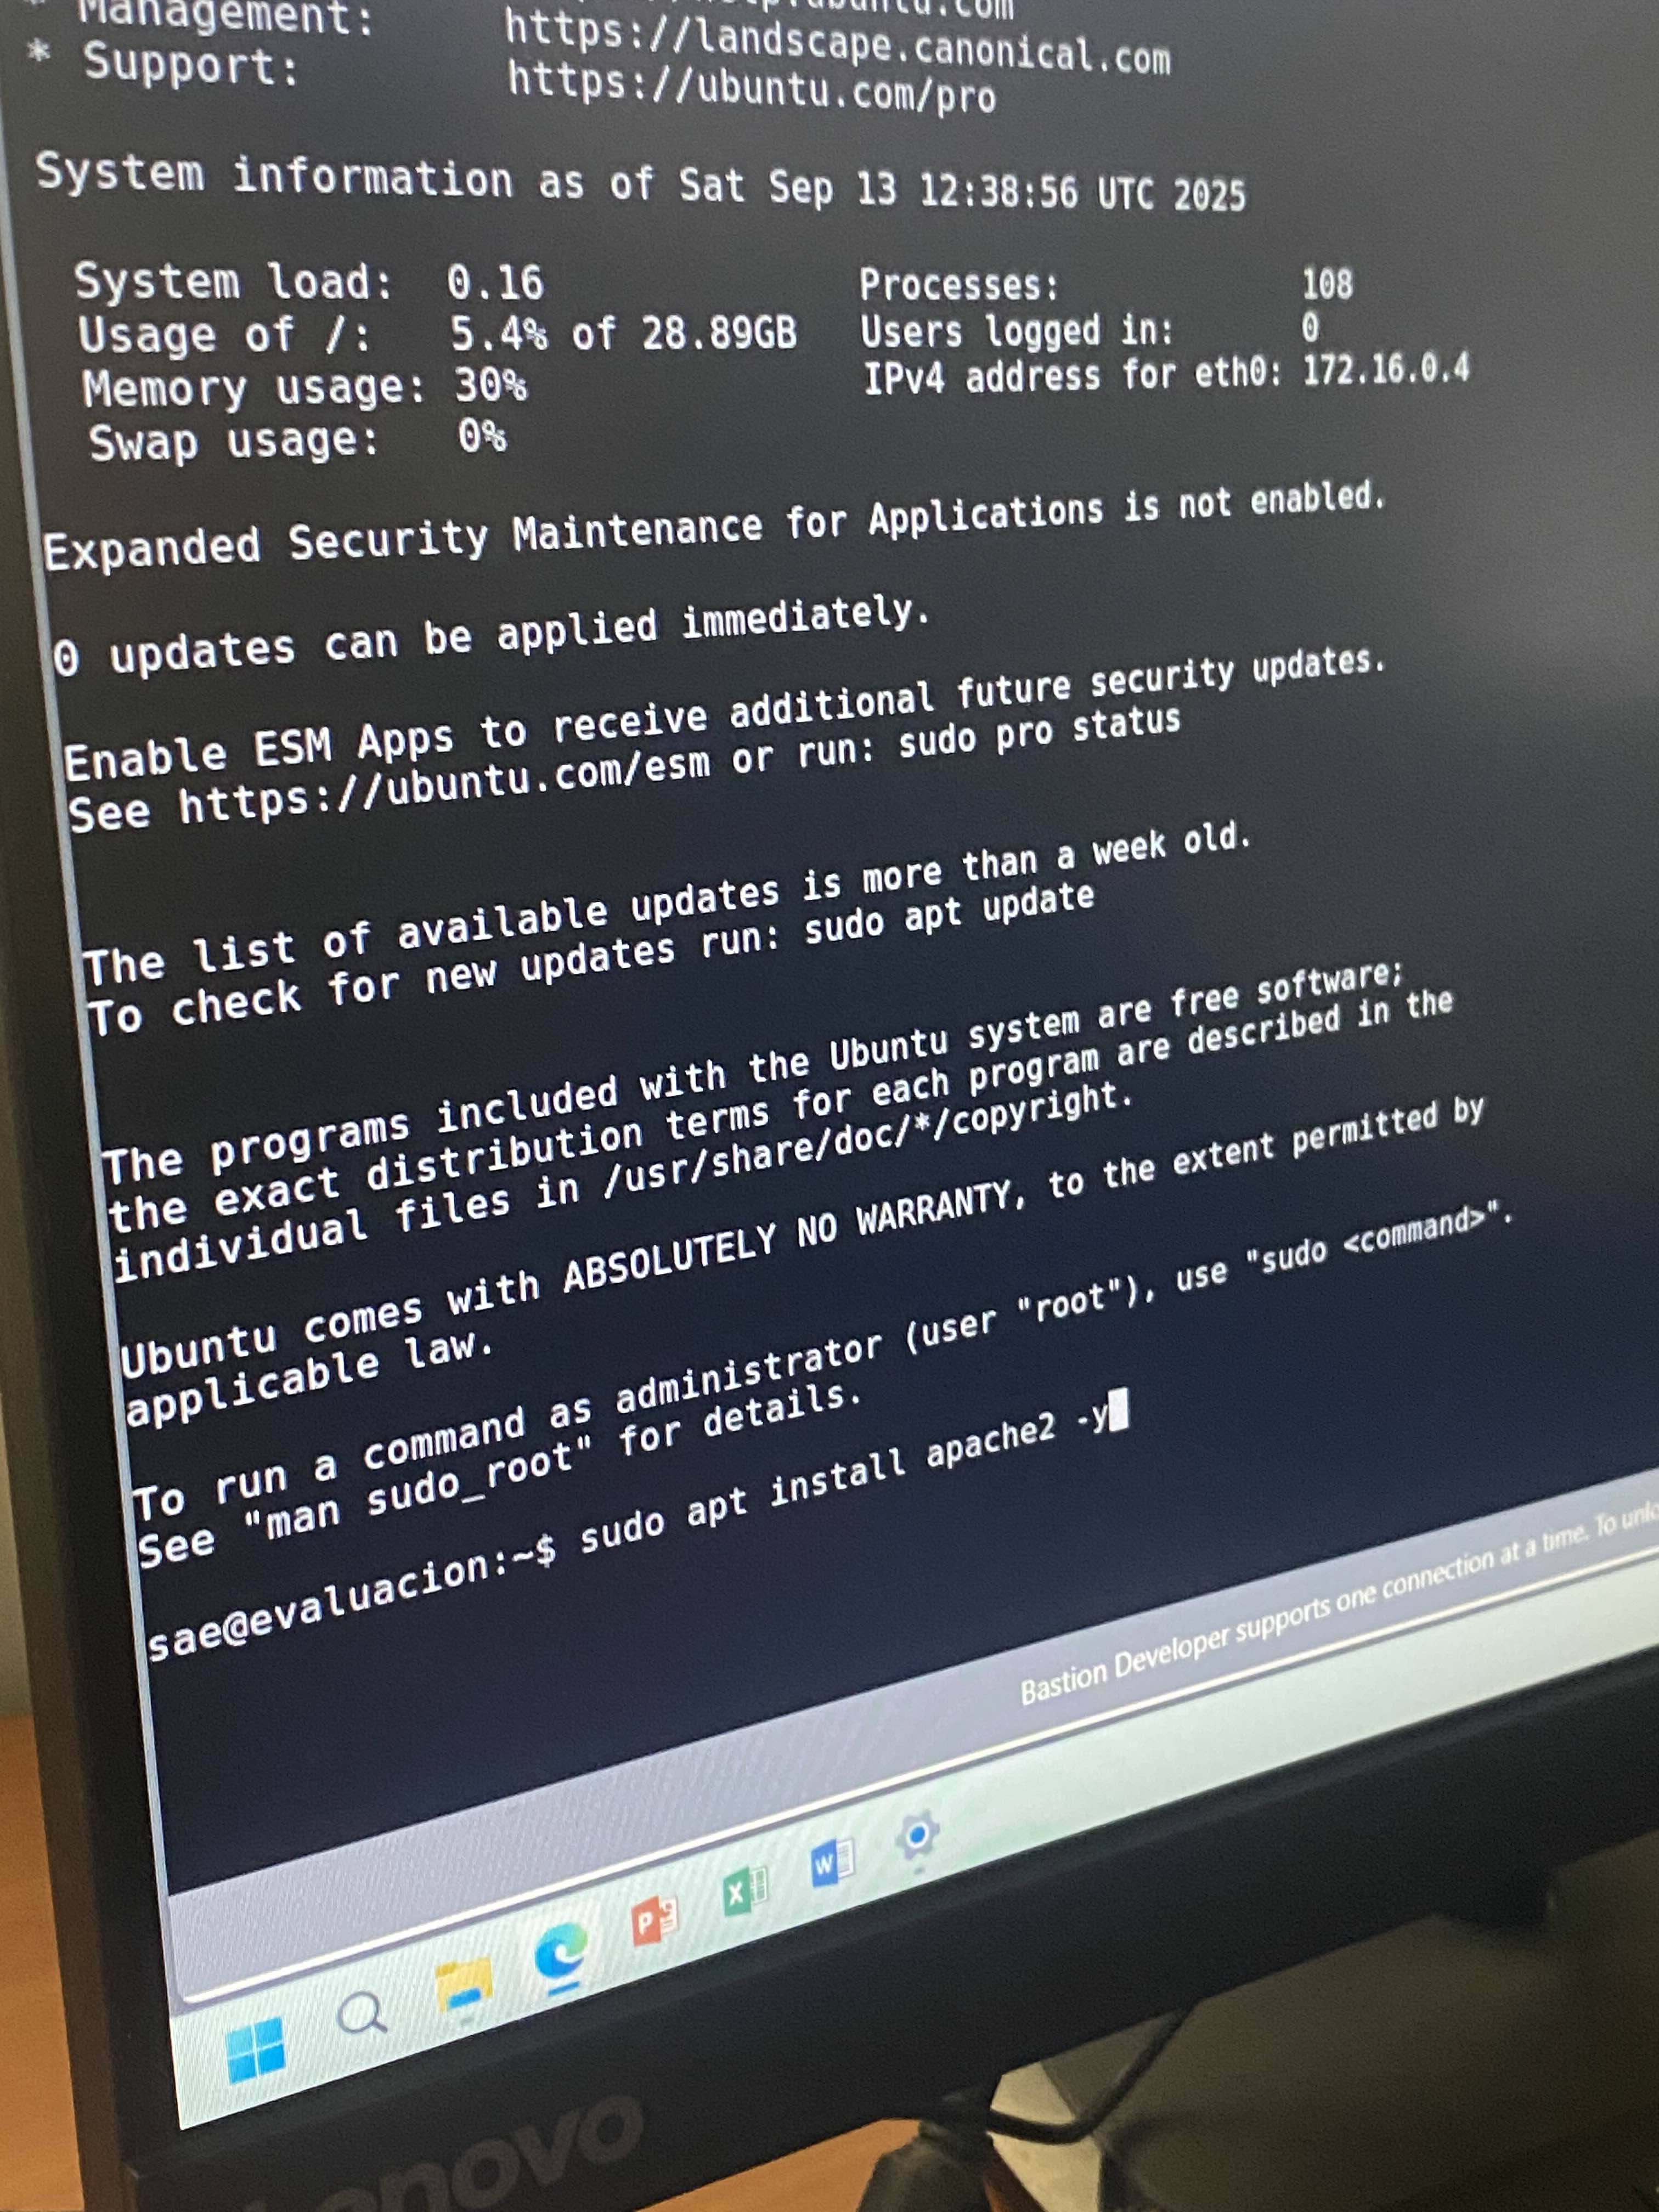 * Management: https://landscape.canonical.com
* Support: https://ubuntu.com/pro
System information as of Sat Sep 13 12:38:56 UTC 2025
System load: 0.16 Processes: 108
Usage of /: 5.4% of 28.89GB Users logged in: 0
Memory usage: 30% IPv4 address for eth0: 172.16.0.4
Swap usage: 0%
Expanded Security Maintenance for Applications is not enabled.
0 updates can be applied immediately.
Enable ESM Apps to receive additional future security updates.
See https://ubuntu.com/esm or run: sudo pro status
The list of available updates is more than a week old.
To check for new updates run: sudo apt update
The programs included with the Ubuntu system are free software;
the exact distribution terms for each program are described in the
individual files in /usr/share/doc/*/copyright.
Ubuntu comes with ABSOLUTELY NO WARRANTY, to the extent permitted by
applicable law.
To run a command as administrator (user "root"), use "sudo <command>".
See "man sudo_root" for details.
sae@evaluacion:~$ sudo apt install apache2 -y
Bastion Developer supports one connection at a time. To
P X W
Lenovo